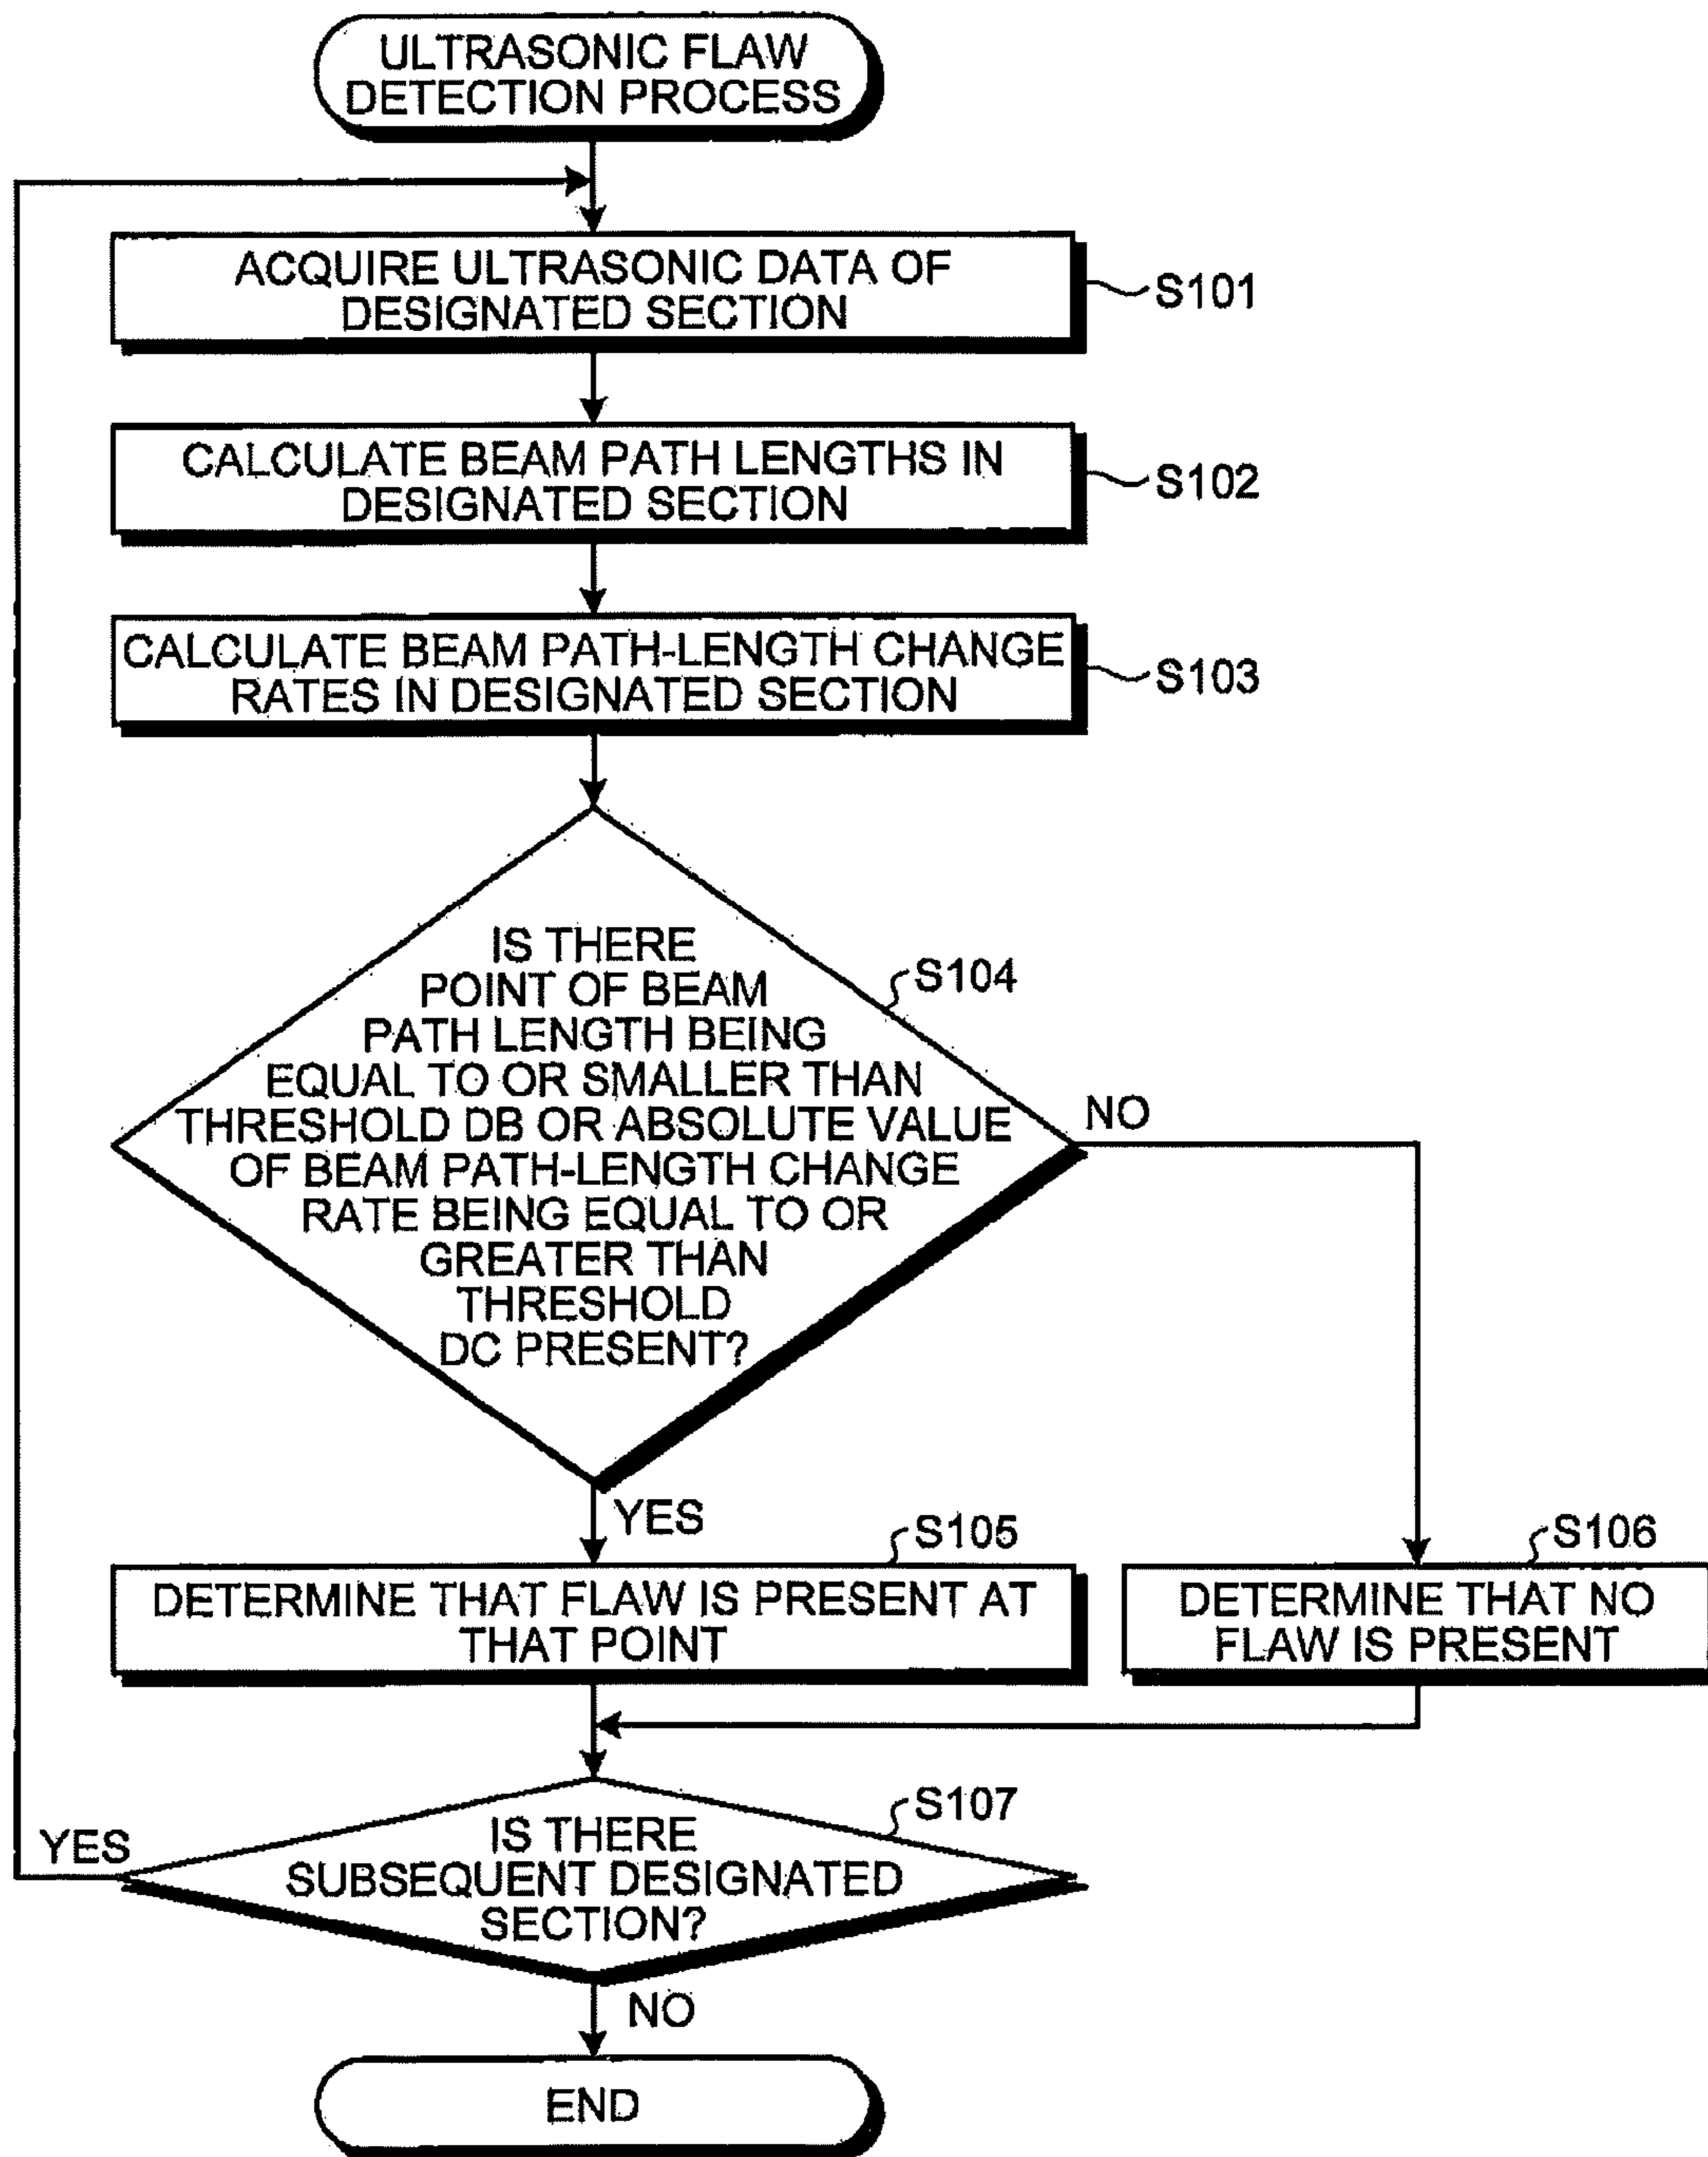 ULTRASONIC FLAW
DETECTION PROCESS
ACQUIRE ULTRASONIC DATA OF
DESIGNATED SECTION
S101
CALCULATE BEAM PATH LENGTHS IN
DESIGNATED SECTION
S102
CALCULATE BEAM PATH-LENGTH CHANGE
RATES IN DESIGNATED SECTION
S103
IS THERE
POINT OF BEAM
PATH LENGTH BEING
EQUAL TO OR SMALLER THAN
THRESHOLD DB OR ABSOLUTE VALUE
OF BEAM PATH-LENGTH CHANGE
RATE BEING EQUAL TO OR
GREATER THAN
THRESHOLD
DC PRESENT?
S104
NO
YES
S105
DETERMINE THAT FLAW IS PRESENT AT
THAT POINT
S106
DETERMINE THAT NO
FLAW IS PRESENT
S107
IS THERE
SUBSEQUENT DESIGNATED
SECTION?
YES
NO
END